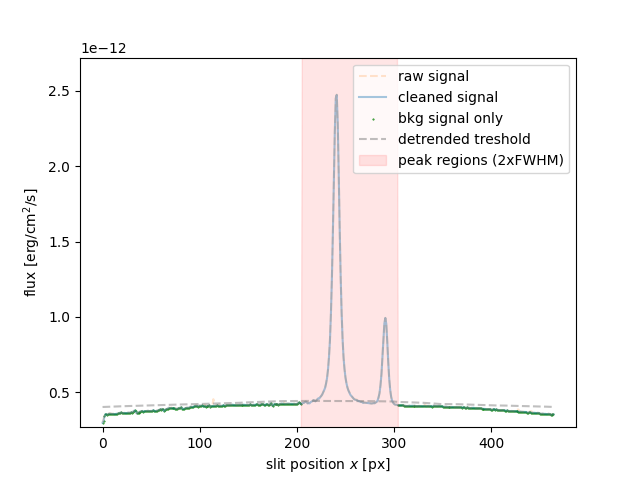 1e−12
raw signal
cleaned signal
bkg signal only
detrended treshold
peak regions (2xFWHM)
2.5
2.0
1.5
1.0
0.5
flux [erg/cm²/s]
0 100 200 300 400
slit position x [px]